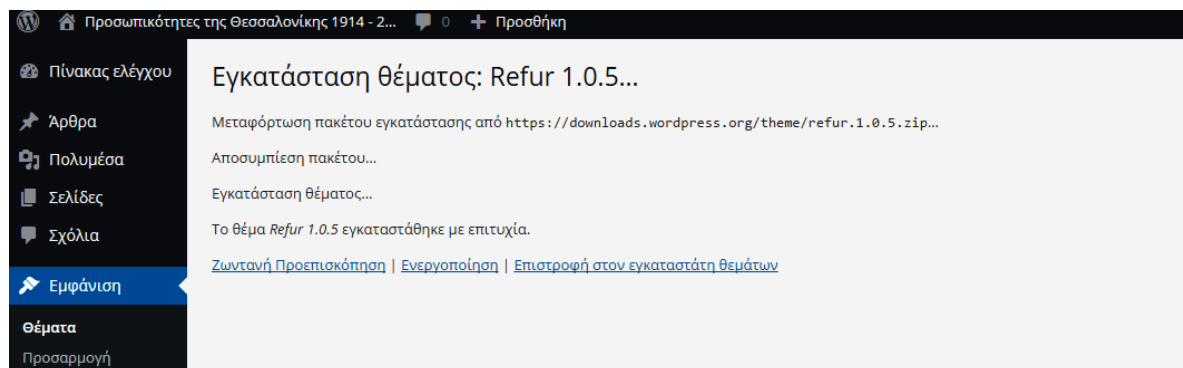 Προσωπικότητες της Θεσσαλονίκης 1914 - 2... 0 + Προσθήκη
Πίνακας ελέγχου
Άρθρα
Πολυμέσα
Σελίδες
Σχόλια
Εμφάνιση
Θέματα
Προσαρμογή
Εγκατάσταση θέματος: Refur 1.0.5...
Μεταφόρτωση πακέτου εγκατάστασης από https://downloads.wordpress.org/theme/refur.1.0.5.zip…
Αποσυμπίεση πακέτου…
Εγκατάσταση θέματος…
Το θέμα Refur 1.0.5 εγκαταστάθηκε με επιτυχία.
Ζωντανή Προεπισκόπηση | Ενεργοποίηση | Επιστροφή στον εγκαταστάτη θεμάτων